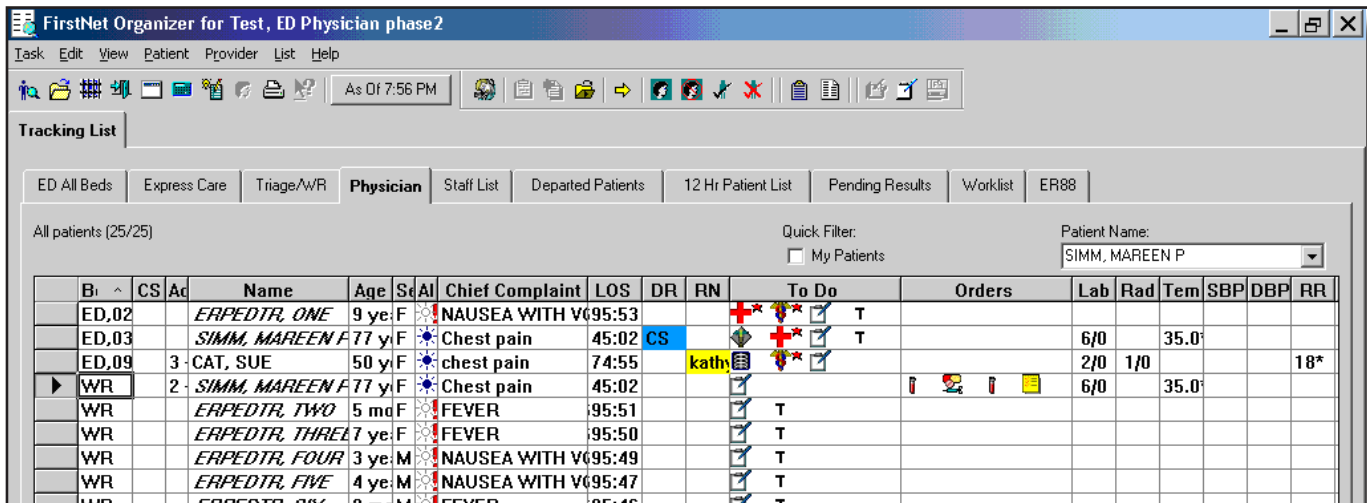 FirstNet Organizer for Test, ED Physician phase2
Task Edit View Patient Provider List Help
As Of 7:56 PM
Tracking List
ED All Beds Express Care Triage/WR Physician Staff List Departed Patients 12 Hr Patient List Pending Results Worklist ER88
All patients (25/25) Quick Filter: Patient Name:
My Patients SIMM, MAREEN P
CS Name Age Al Chief Complaint LOS DR RN To Do Orders Lab Rad Tem SBP DBP RR
ED,02 ERPEDTR, ONE 9 ye F NAUSEA WITH 95:53 T
ED,03 SIMM, MAREEN 77 y F Chest pain 45:02 CS T 6/0 35.0
ED,09 3 - CAT, SUE 50 y F chest pain 74:55 kathy 2/0 1/0 18*
WR 2 - SIMM, MAREEN 77 y F Chest pain 45:02 6/0 35.0
WR ERPEDTR, TWO 5 mo F FEVER 95:51 T
WR ERPEDTR, THREE 7 ye F FEVER 95:50 T
WR ERPEDTR, FOUR 3 ye M NAUSEA WITH 95:49 T
WR ERPEDTR, FIVE 4 ye M NAUSEA WITH 95:47 T